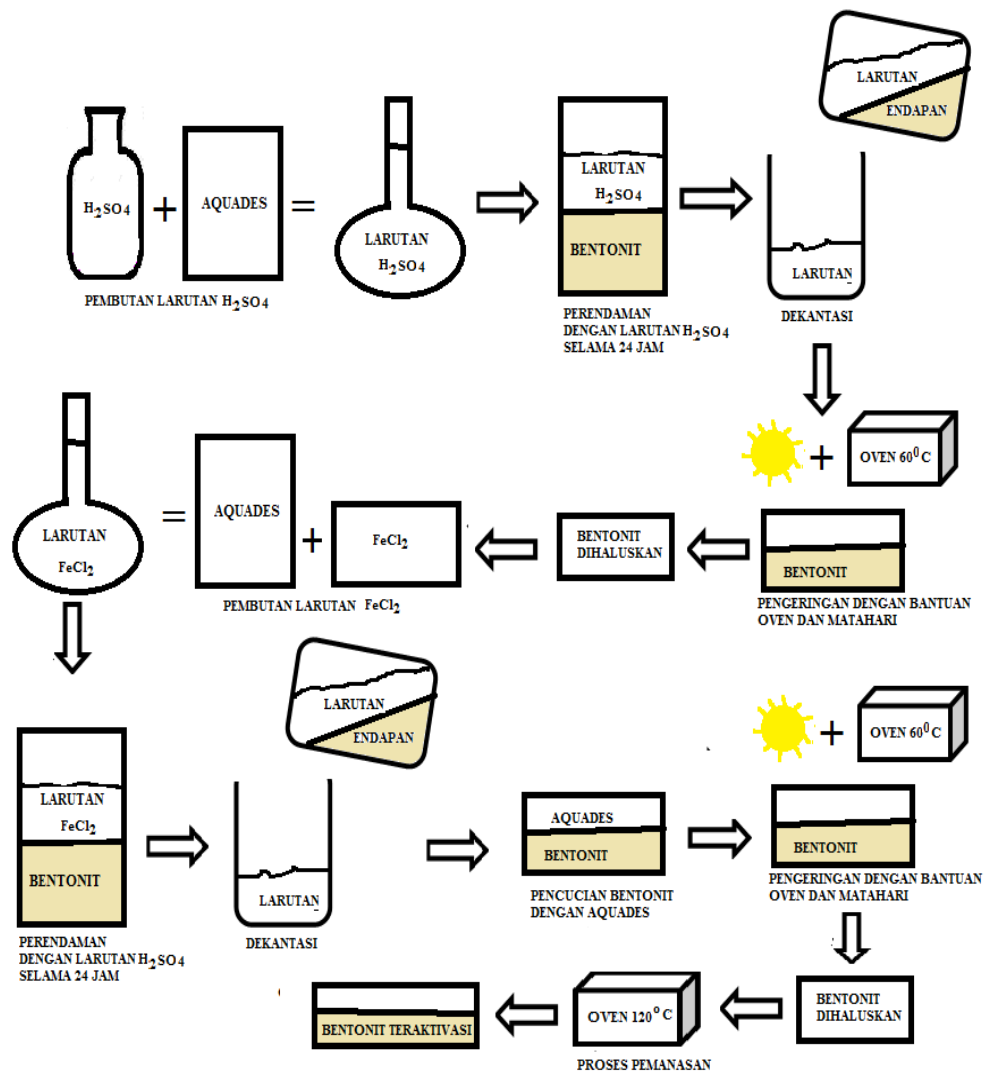 LARUTAN
ENDAPAN
H2SO4
+
AQUADES
=
LARUTAN
H2SO4
LARUTAN
H2SO4
BENTONIT
LARUTAN
PEMBUTAN LARUTAN H2SO4
PERENDAMAN
DENGAN LARUTAN H2SO4
SELAMA 24 JAM
DEKANTASI
+
OVEN 60⁰C
LARUTAN
FeCl2
=
AQUADES
+
FeCl2
BENTONIT
DIHALUSKAN
BENTONIT
PEMBUTAN LARUTAN FeCl2
PENGERINGAN DENGAN BANTUAN
OVEN DAN MATAHARI
LARUTAN
ENDAPAN
+
OVEN 60⁰C
LARUTAN
FeCl2
BENTONIT
LARUTAN
AQUADES
BENTONIT
BENTONIT
PERENDAMAN
DENGAN LARUTAN H2SO4
SELAMA 24 JAM
DEKANTASI
PENCUCIAN BENTONIT
DENGAN AQUADES
PENGERINGAN DENGAN BANTUAN
OVEN DAN MATAHARI
BENTONIT
DIHALUSKAN
OVEN 120°C
PROSES PEMANASAN
BENTONIT TERAKTIVASI